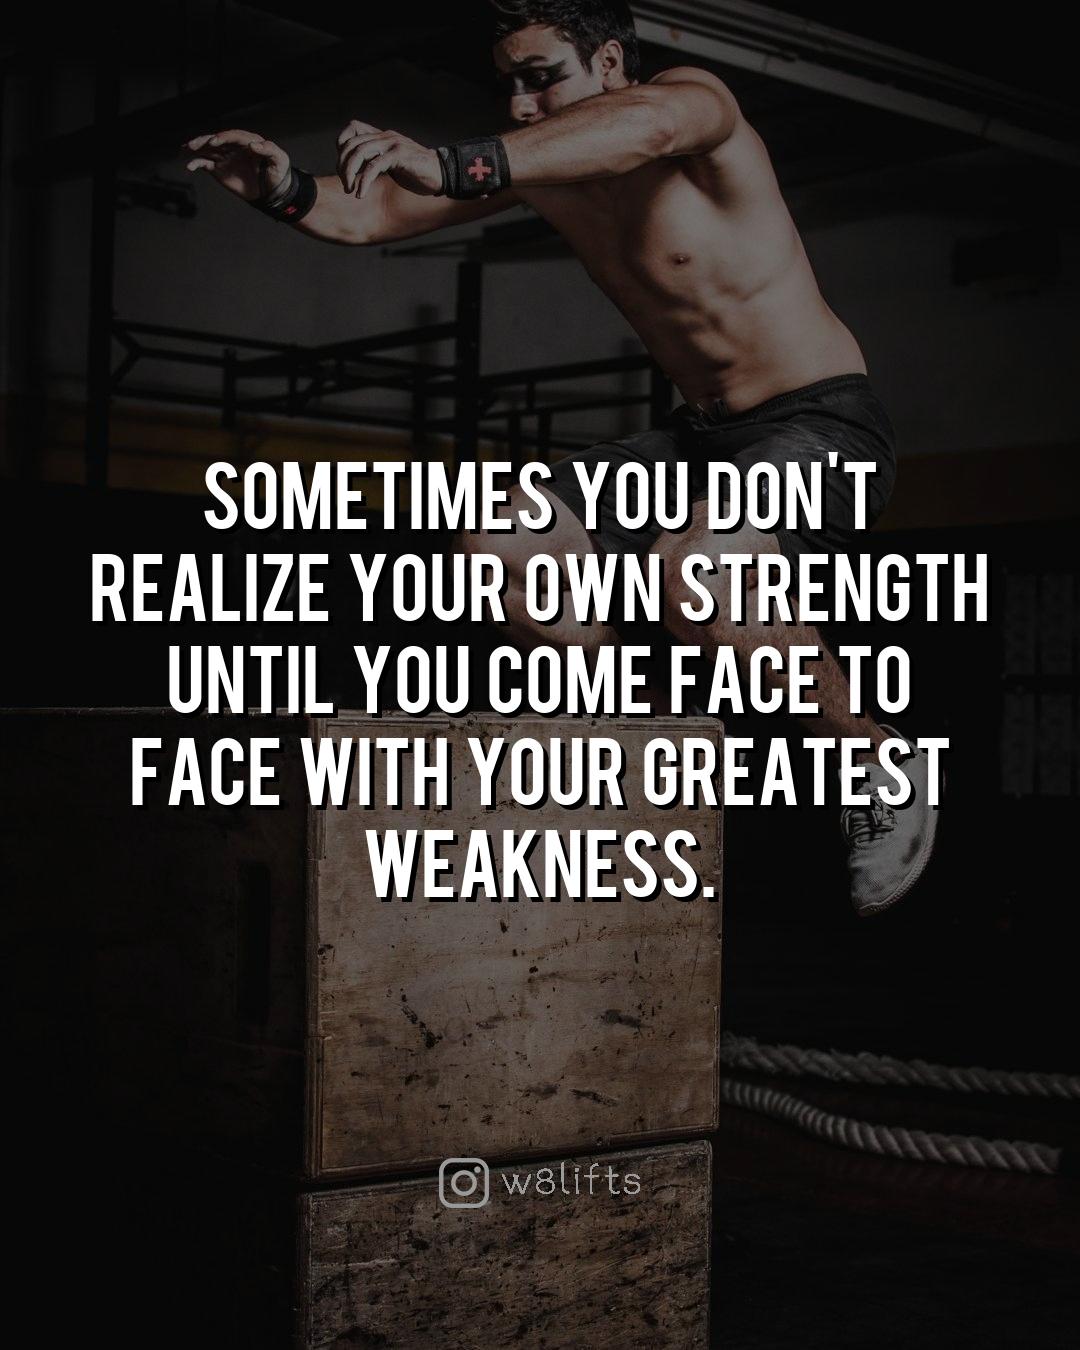 SOMETIMES YOU DON'T
REALIZE YOUR OWN STRENGTH
UNTIL YOU COME FACE TO
FACE WITH YOUR GREATEST
WEAKNESS.
w8lifts